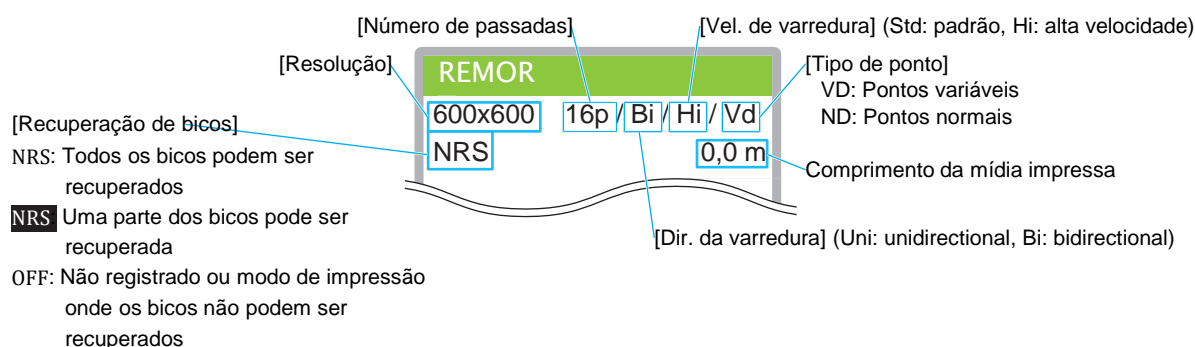 [Número de passadas]
[Vel. de varredura] (Std: padrão, Hi: alta velocidade)
[Resolução]
REMOR
[Tipo de ponto]
VD: Pontos variáveis
ND: Pontos normais
600x600 16p / Bi / Hi / Vd
[Recuperação de bicos]
NRS: Todos os bicos podem ser
recuperados
NRS Uma parte dos bicos pode ser
recuperada
OFF: Não registrado ou modo de impressão
onde os bicos não podem ser
recuperados
NRS 0,0 m
Comprimento da mídia impressa
[Dir. da varredura] (Uni: unidirectional, Bi: bidirectional)